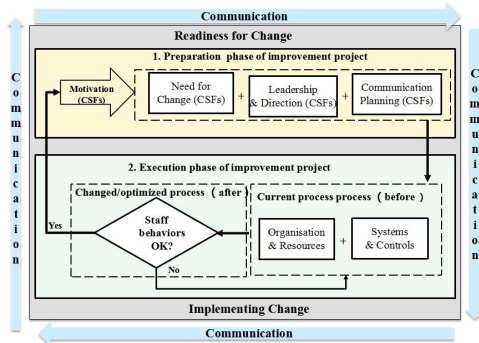 Communication
Readiness for Change
1. Preparation phase of improvement project
Motivation
(CSFs)
Need for
Change (CSFs)
+
Leadership
& Direction (CSFs)
+
Communication
Planning (CSFs)
Communication
Communication
2. Execution phase of improvement project
Changed/optimized process （ after ）
Current process process （ before ）
Yes
Staff
behaviors
OK?
No
Organisation
& Resources
+
Systems
& Controls
Implementing Change
Communication